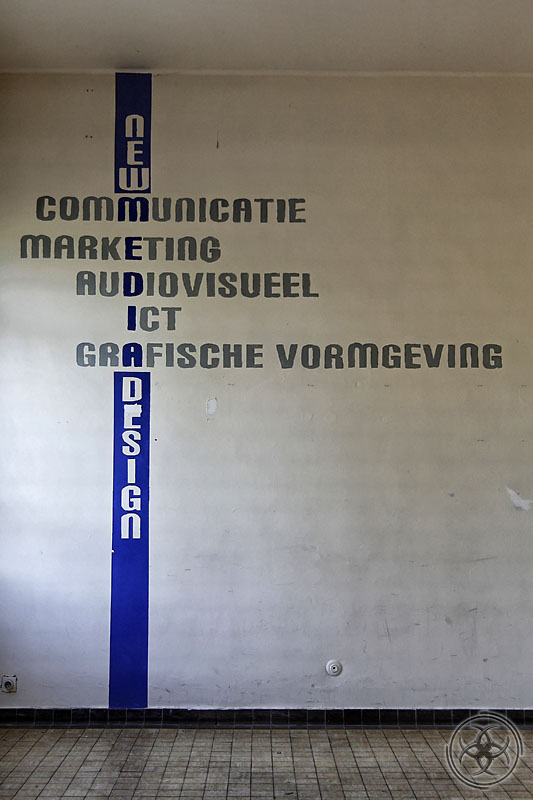 NEW
COMMUNICATIE
MARKETING
AUDIOVISUEEL
ICT
GRAFISCHE VORMGEVING
DESIGN